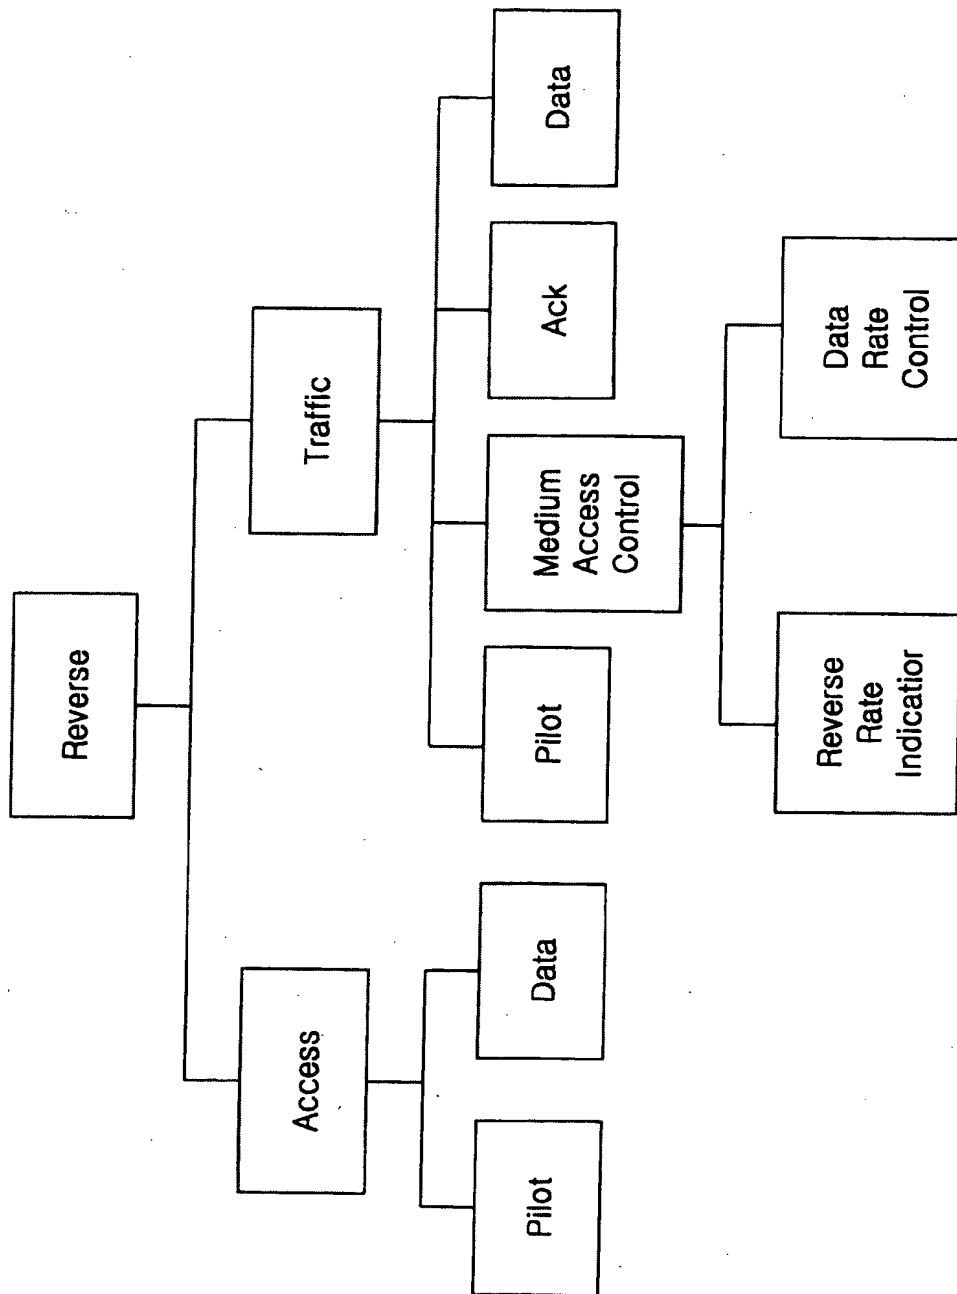 Reverse
Access
Traffic
Pilot
Data
Pilot
Medium
Access
Control
Ack
Data
Reverse
Rate
Indicatior
Data
Rate
Control